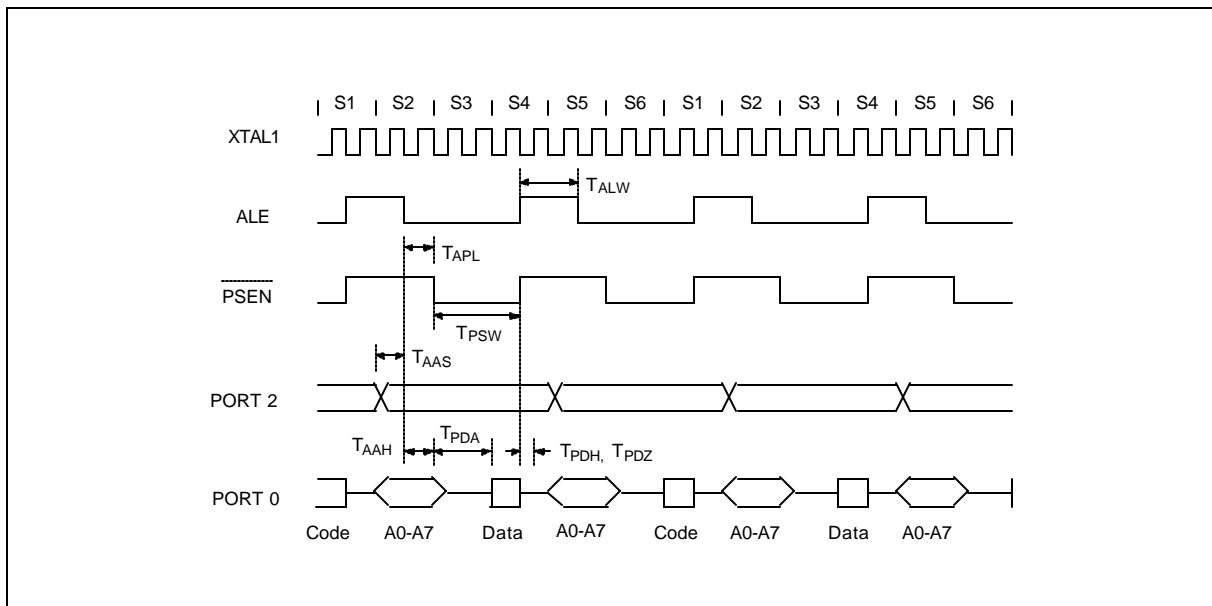 S1 S2 S3 S4 S5 S6 S1 S2 S3 S4 S5 S6
XTAL1
TALW
ALE
TAPL
PSEN
TPSW
TAAS
PORT 2
TAAH TPDA TPDH, TPDZ
PORT 0
Code A0-A7 Data A0-A7 Code A0-A7 Data A0-A7